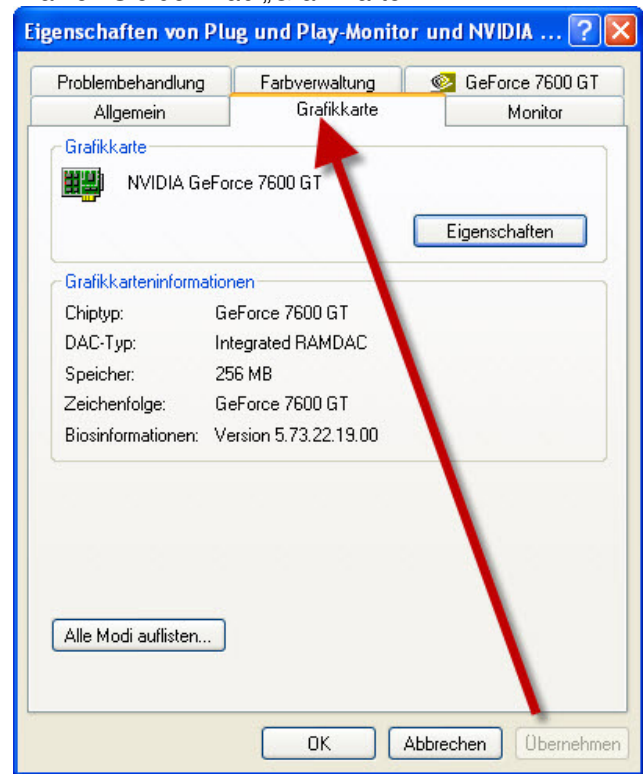 Eigenschaften von Plug und Play-Monitor und NVIDIA ...
Problembehandlung Farbverwaltung GeForce 7600 GT
Allgemein Grafikkarte Monitor
Grafikkarte
NVIDIA GeForce 7600 GT
Eigenschaften
Grafikkarteninformationen
Chiptyp: GeForce 7600 GT
DAC-Typ: Integrated RAMDAC
Speicher: 256 MB
Zeichenfolge: GeForce 7600 GT
Biosinformationen: Version 5.73.22.19.00
Alle Modi auflisten...
OK Abbrechen Übernehmen